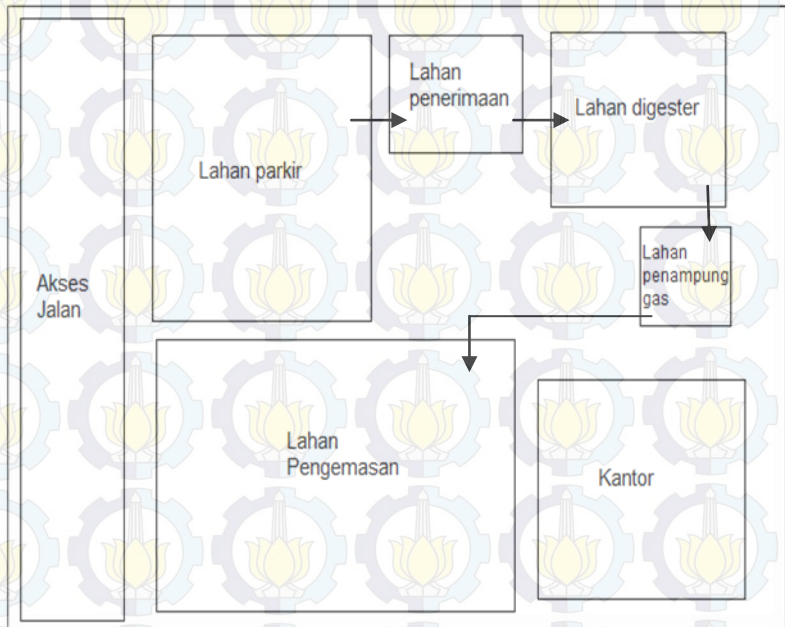 Akses
Jalan
Lahan parkir
Lahan
penerimaan
Lahan digester
Lahan
penampung
gas
Lahan
Pengemasan
Kantor